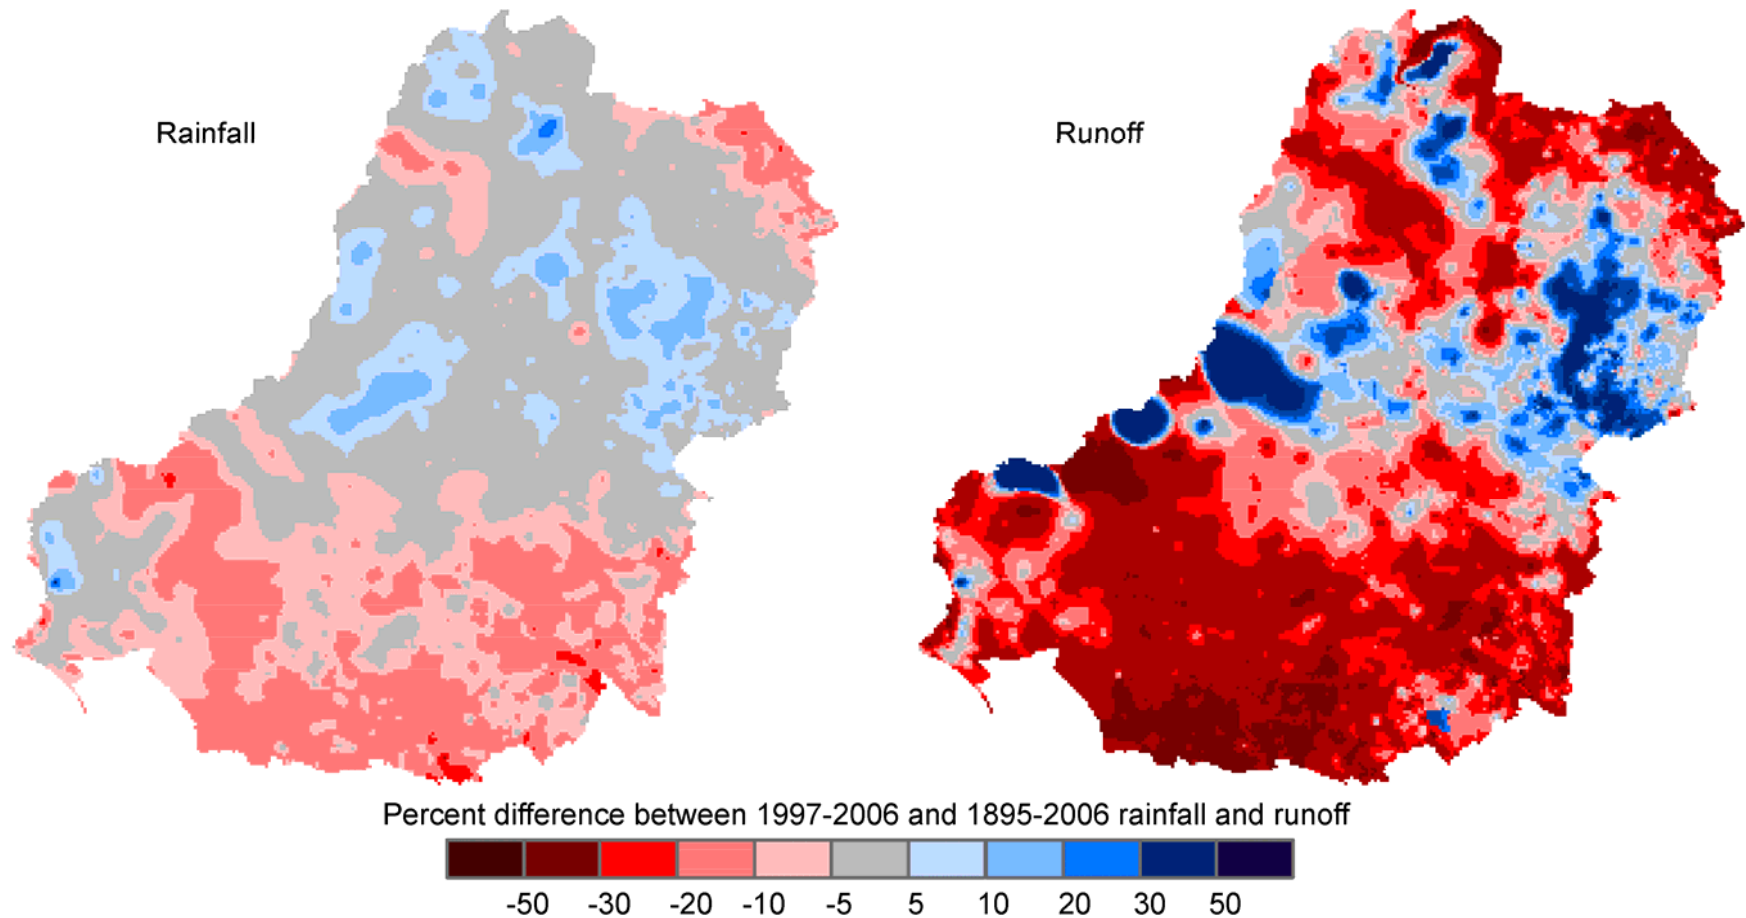 Rainfall
Runoff
Percent difference between 1997-2006 and 1895-2006 rainfall and runoff
-50 -30 -20 -10 -5 5 10 20 30 50